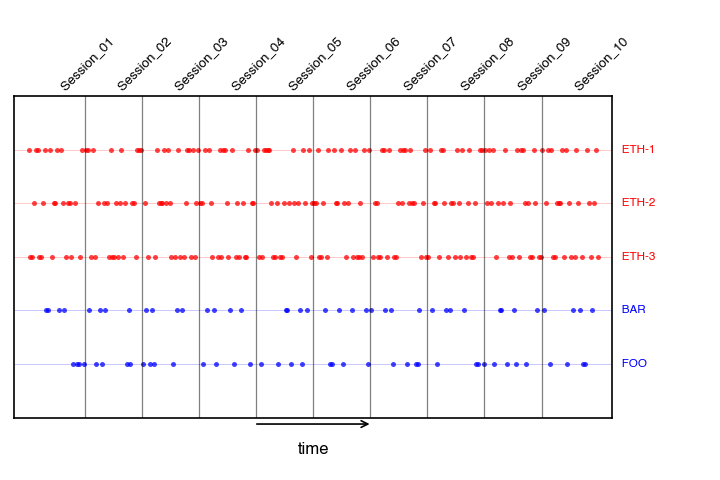 Session_01
Session_02
Session_03
Session_04
Session_05
Session_06
Session_07
Session_08
Session_09
Session_10
ETH-1
ETH-2
ETH-3
BAR
FOO
time